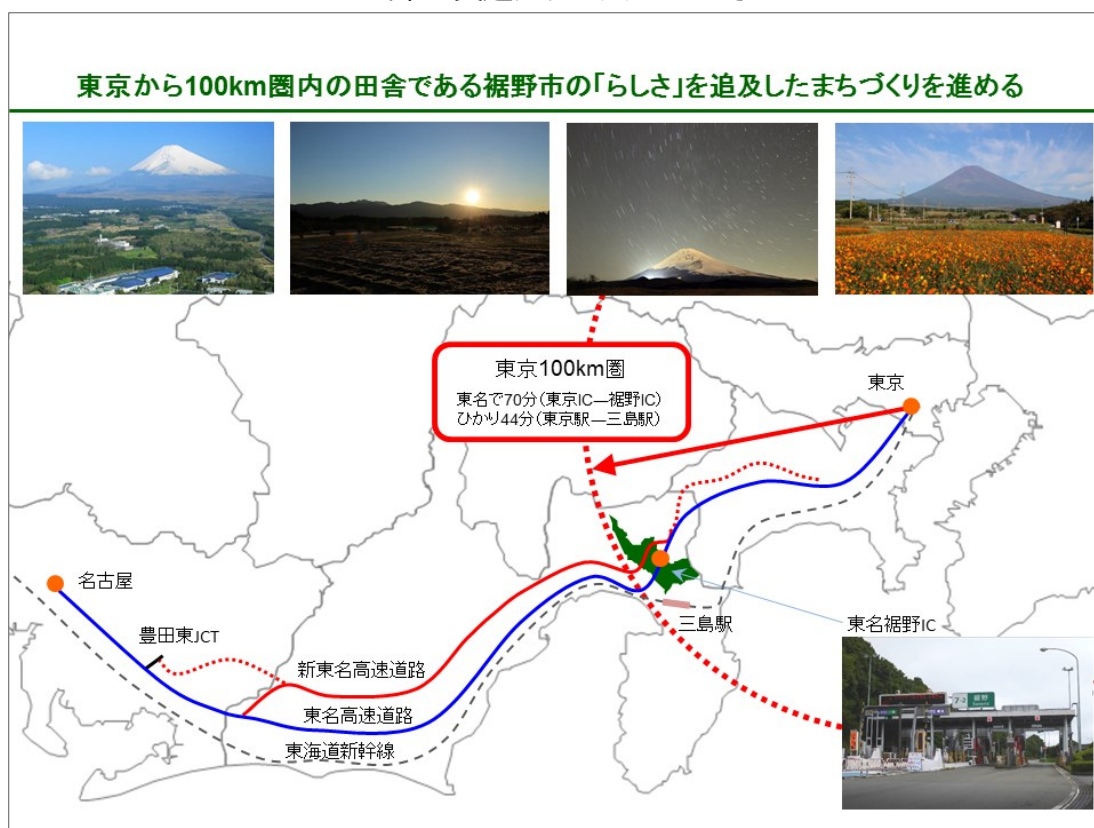 東京から100km圏内の田舎である裾野市の「らしさ」を追及したまちづくりを進める
東京100km圏
東名で70分（東京IC―裾野IC）
ひかり44分（東京駅―三島駅）
東京
名古屋
豊田東JCT
新東名高速道路
東名高速道路
東海道新幹線
三島駅
東名裾野IC
裾野